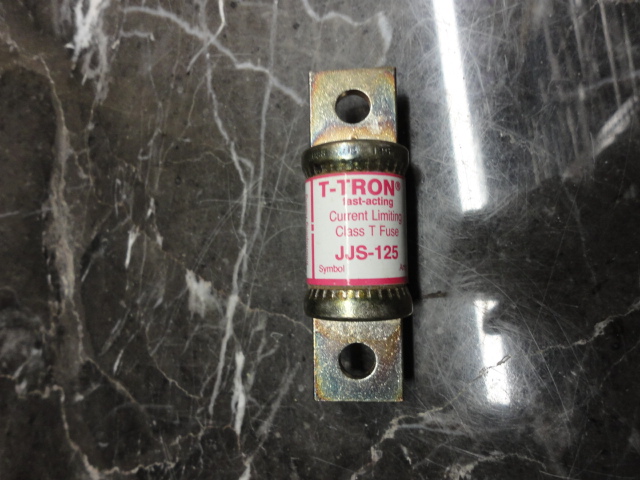 T-TRON®
fast-acting
Current Limiting
Class T Fuse
JJS-125
Symbol